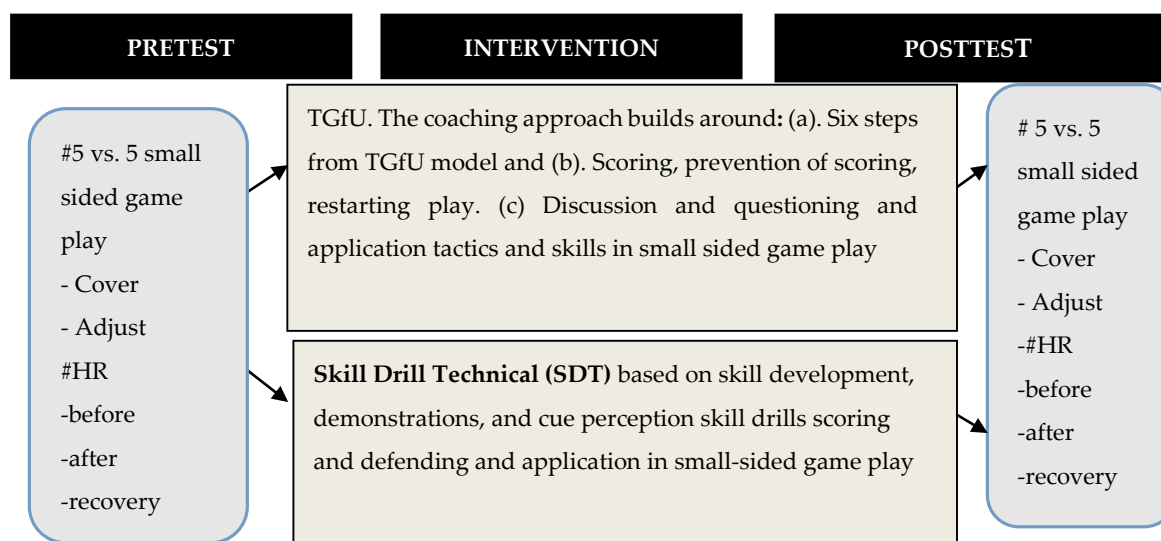 PRETEST
INTERVENTION
POSTTEST
#5 vs. 5 small
sided game
play
- Cover
- Adjust
#HR
-before
-after
-recovery
TGfU. The coaching approach builds around: (a). Six steps
from TGfU model and (b). Scoring, prevention of scoring,
restarting play. (c) Discussion and questioning and
application tactics and skills in small sided game play
Skill Drill Technical (SDT) based on skill development,
demonstrations, and cue perception skill drills scoring
and defending and application in small-sided game play
# 5 vs. 5
small sided
game play
- Cover
- Adjust
-#HR
-before
-after
-recovery